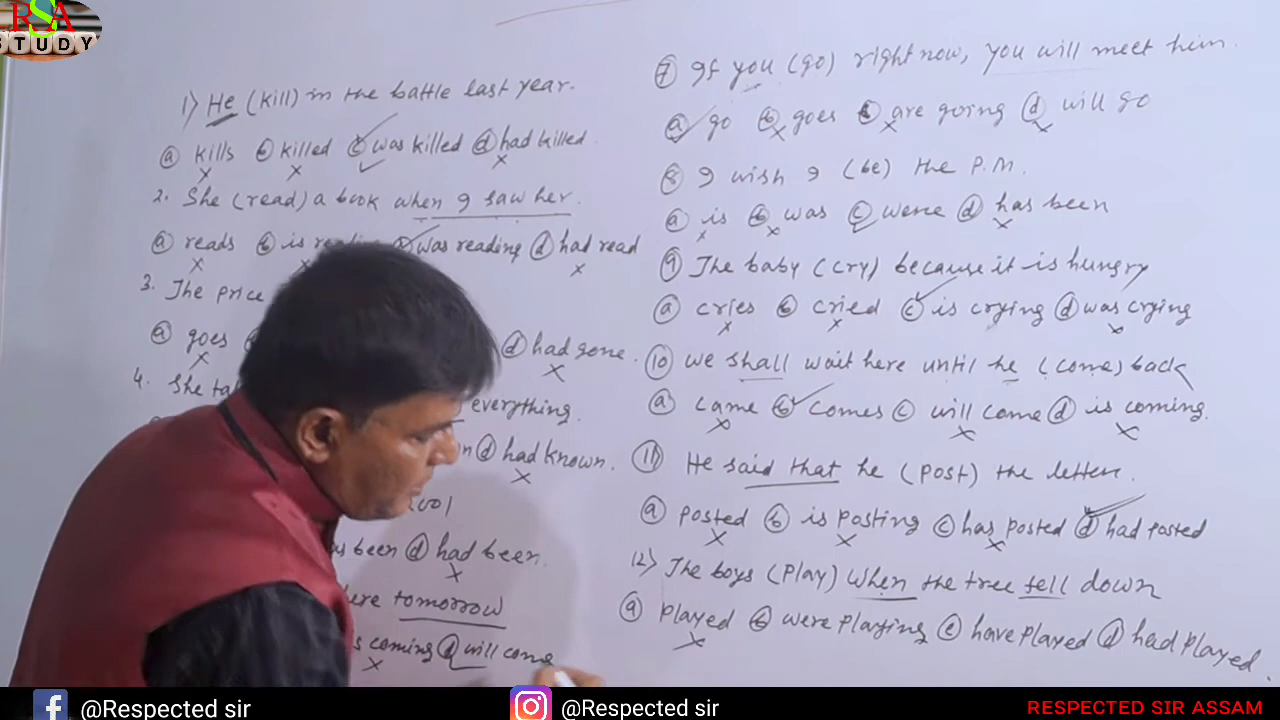 RSA
STUDY
1) He (kill) in the battle last year.
a kills b killed c was killed d had killed
2. She (read) a book when I saw her.
a reads b is reading c was reading d had read
3. The price
a goes d had gone.
4. She everything.
d had known.
been d had been.
tomorrow
coming d will come
7 If you (go) right now, you will meet him.
a go b goes c are going d will go
8 I wish I (be) the P.M.
a is b was c were d has been
9 The baby (cry) because it is hungry
a cries b cried c is crying d was crying
10 We shall wait here until he (come) back
a came b comes c will come d is coming.
11 He said that he (post) the letter.
a posted b is posting c has posted d had posted
12) The boys (play) when the tree fell down
a played b were playing c have played d had played.
@Respected sir
@Respected sir
RESPECTED SIR ASSAM